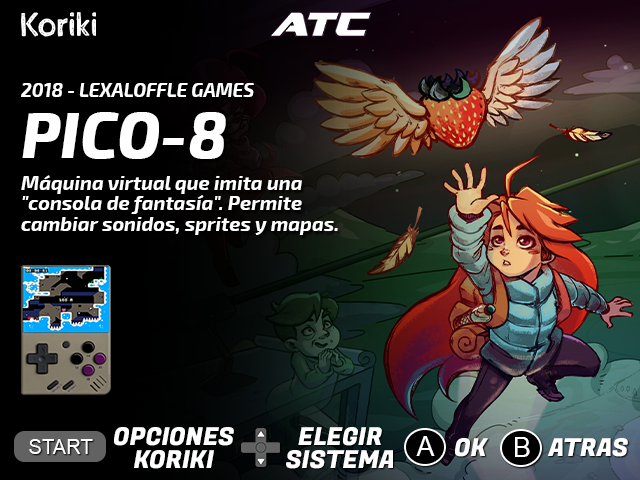 Koriki
ATC
2018 - LEXALOFFLE GAMES
PICO-8
Máquina virtual que imita una
"consola de fantasía". Permite
cambiar sonidos, sprites y mapas.
START
OPCIONES
KORIKI
ELEGIR
SISTEMA
A OK
B ATRAS